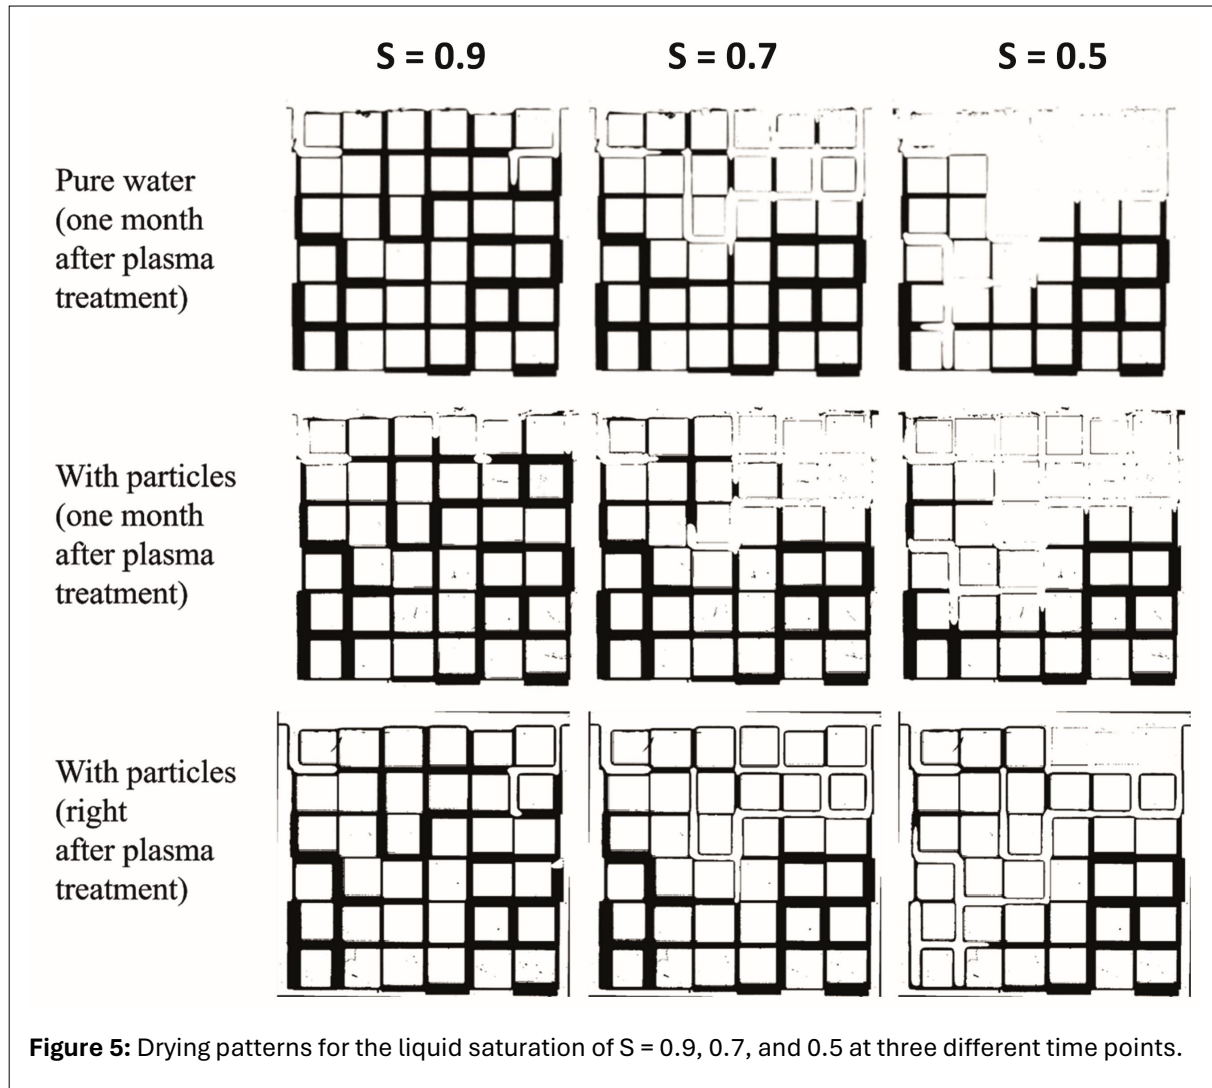 S = 0.9 S = 0.7 S = 0.5
Pure water
(one month
after plasma
treatment)
With particles
(one month
after plasma
treatment)
With particles
(right
after plasma
treatment)
Figure 5: Drying patterns for the liquid saturation of S = 0.9, 0.7, and 0.5 at three different time points.